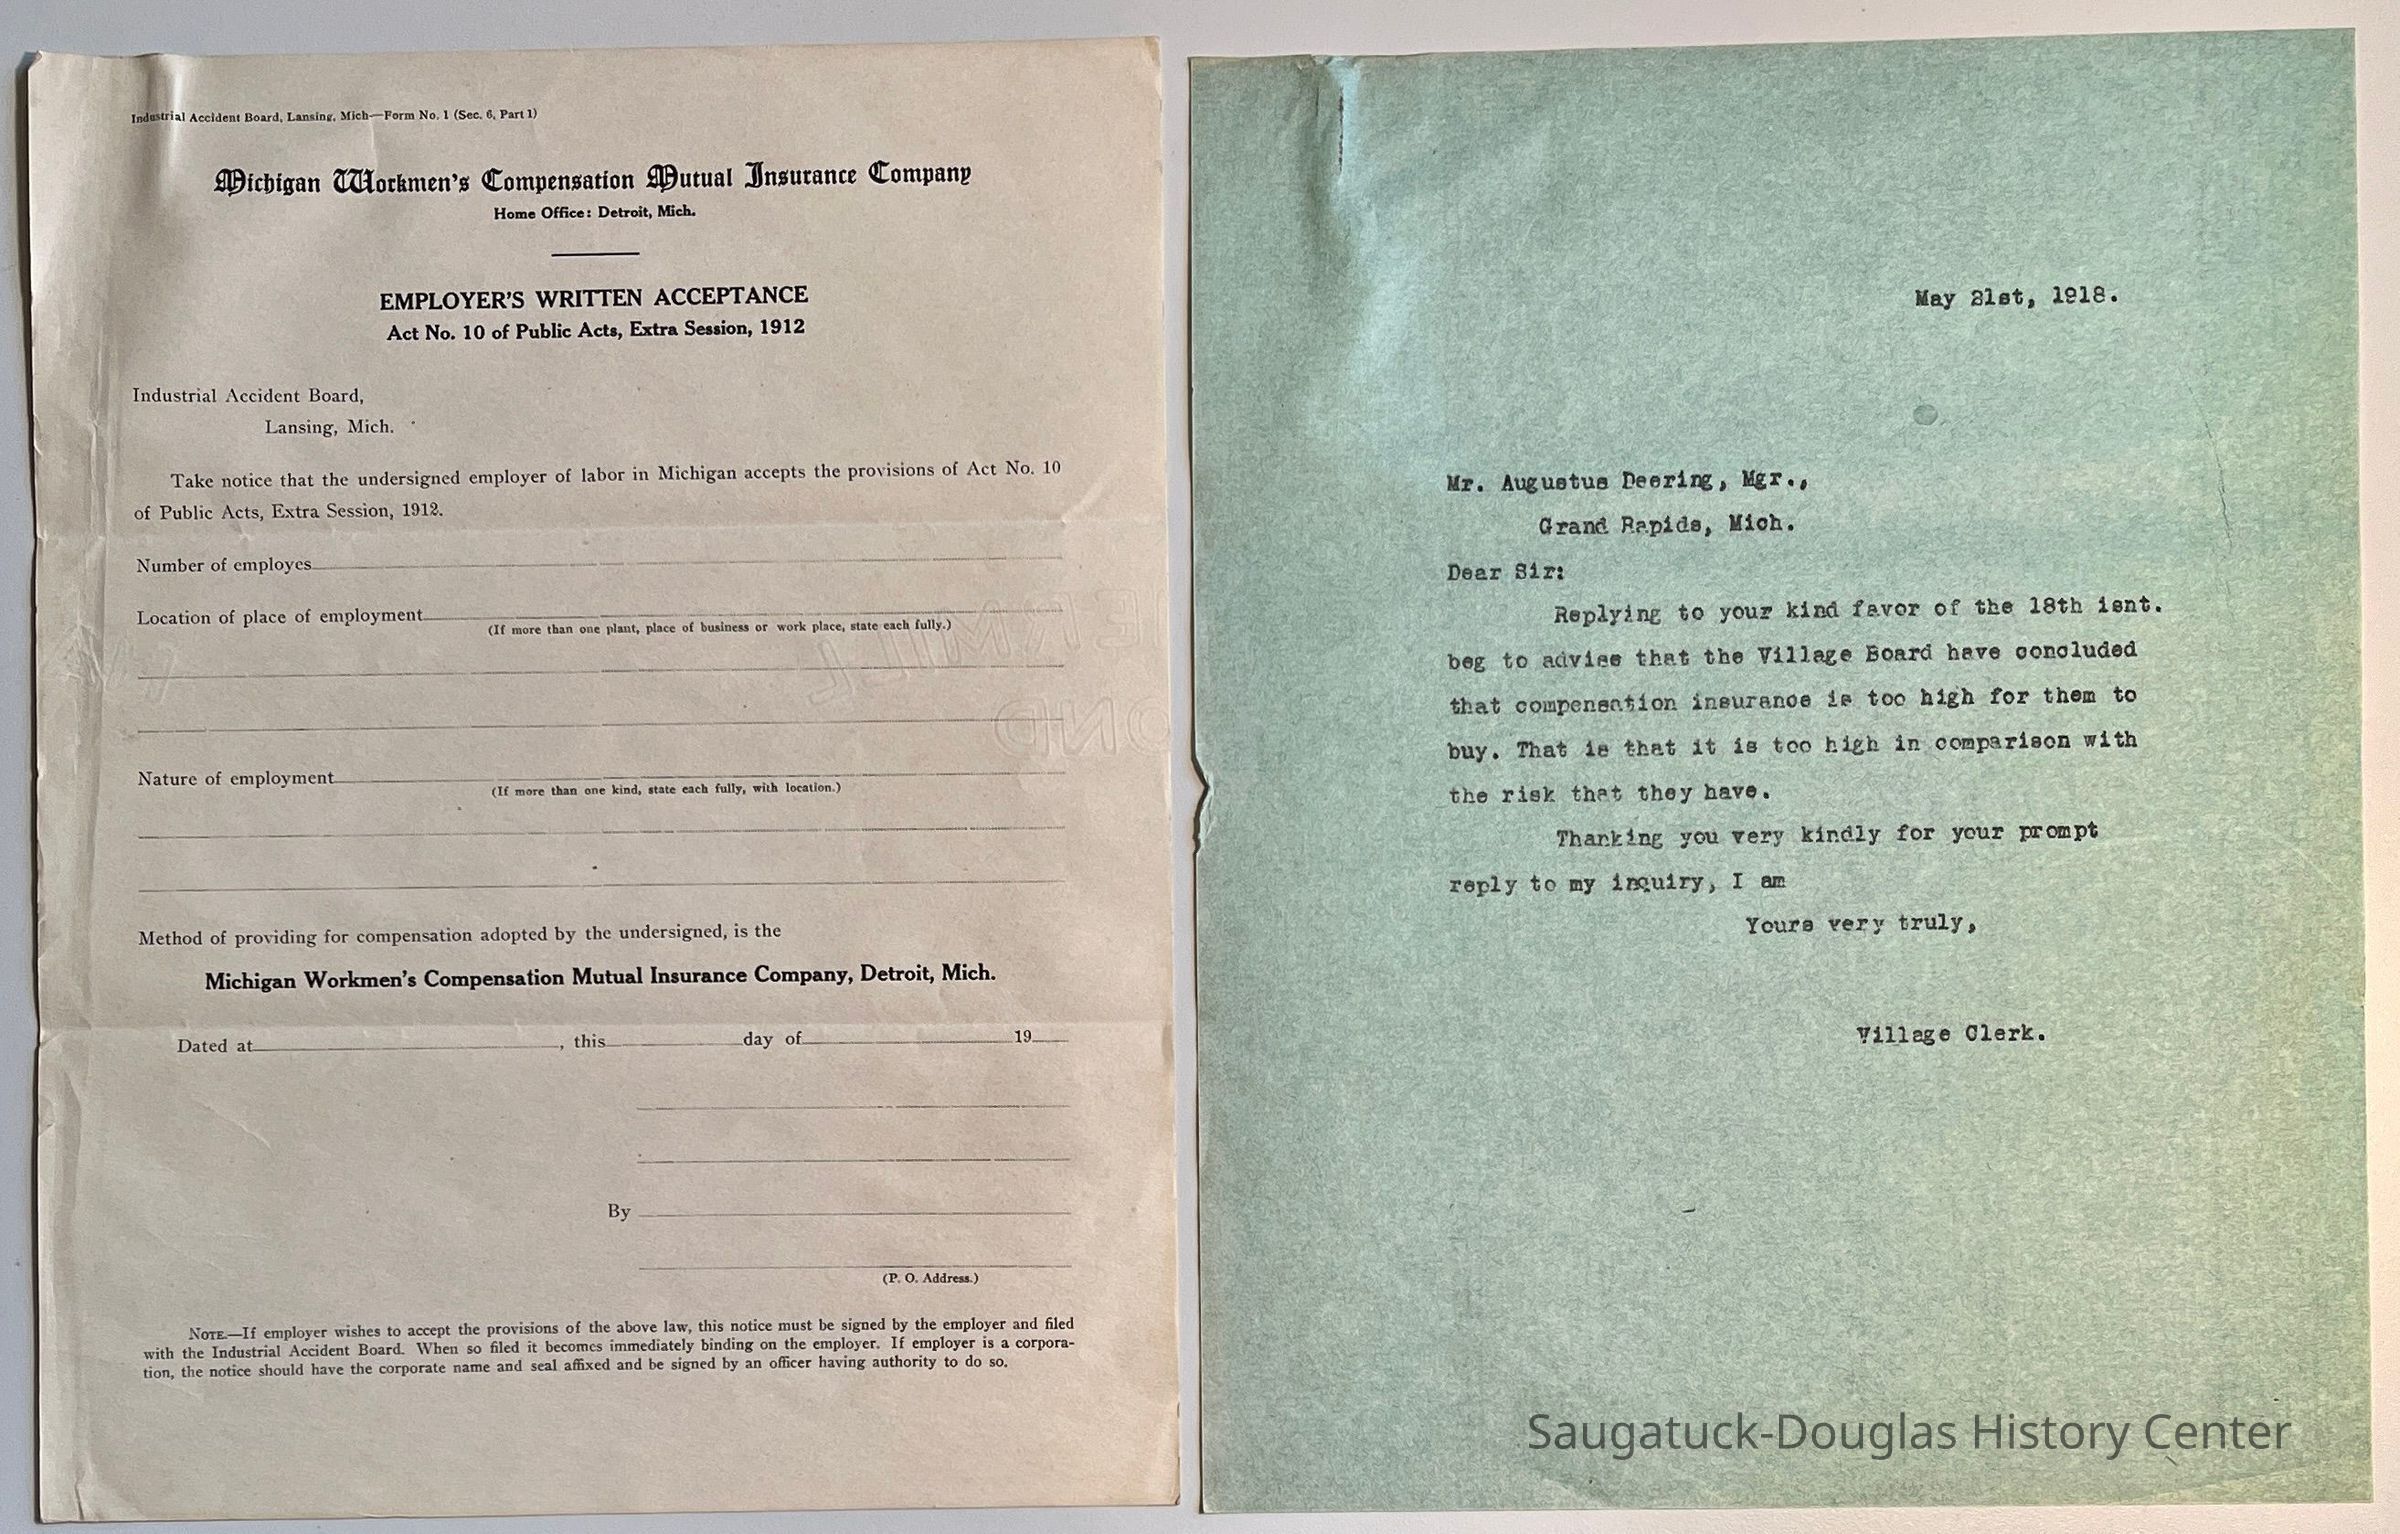 Industrial Accident Board, Lansing, Mich—Form No. 1 (Sec. 6, Part 1)
Michigan Workmen's Compensation Mutual Insurance Company
Home Office: Detroit, Mich.
EMPLOYER'S WRITTEN ACCEPTANCE
Act No. 10 of Public Acts, Extra Session, 1912
Industrial Accident Board,
Lansing, Mich.
Take notice that the undersigned employer of labor in Michigan accepts the provisions of Act No. 10
of Public Acts, Extra Session, 1912.
Number of employes
Location of place of employment
(If more than one plant, place of business or work place, state each fully.)
Nature of employment
(If more than one kind, state each fully, with location.)
Method of providing for compensation adopted by the undersigned, is the
Michigan Workmen's Compensation Mutual Insurance Company, Detroit, Mich.
Dated at , this day of 19
By
(P. O. Address.)
NOTE.—If employer wishes to accept the provisions of the above law, this notice must be signed by the employer and filed
with the Industrial Accident Board. When so filed it becomes immediately binding on the employer. If employer is a corpora-
tion, the notice should have the corporate name and seal affixed and be signed by an officer having authority to do so.
May 21st, 1918.
Mr. Augustus Deering, Mgr.,
Grand Rapids, Mich.
Dear Sir:
Replying to your kind favor of the 18th isnt.
beg to advise that the Village Board have concluded
that compensation insurance is too high for them to
buy. That is that it is too high in comparison with
the risk that they have.
Thanking you very kindly for your prompt
reply to my inquiry, I am
Yours very truly,
Village Clerk.
Saugatuck-Douglas History Center